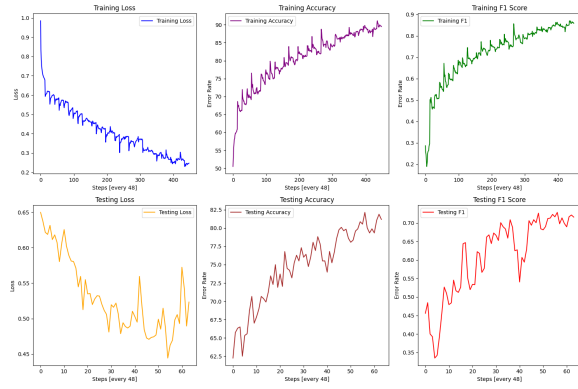 Training Loss
Training Loss
1.0
0.9
0.8
0.7
0.6
0.5
0.4
0.3
0.2
Loss
0 100 200 300 400
Steps [every 48]
Training Accuracy
Training Accuracy
90
80
70
60
50
Error Rate
0 100 200 300 400
Steps [every 48]
Training F1 Score
Training F1
0.9
0.8
0.7
0.6
0.5
0.4
0.3
0.2
Error Rate
0 100 200 300 400
Steps [every 48]
Testing Loss
Testing Loss
0.65
0.60
0.55
0.50
0.45
Loss
0 10 20 30 40 50 60
Steps [every 48]
Testing Accuracy
Testing Accuracy
82.5
80.0
77.5
75.0
72.5
70.0
67.5
65.0
62.5
Error Rate
0 10 20 30 40 50 60
Steps [every 48]
Testing F1 Score
Testing F1
0.70
0.65
0.60
0.55
0.50
0.45
0.40
0.35
Error Rate
0 10 20 30 40 50 60
Steps [every 48]